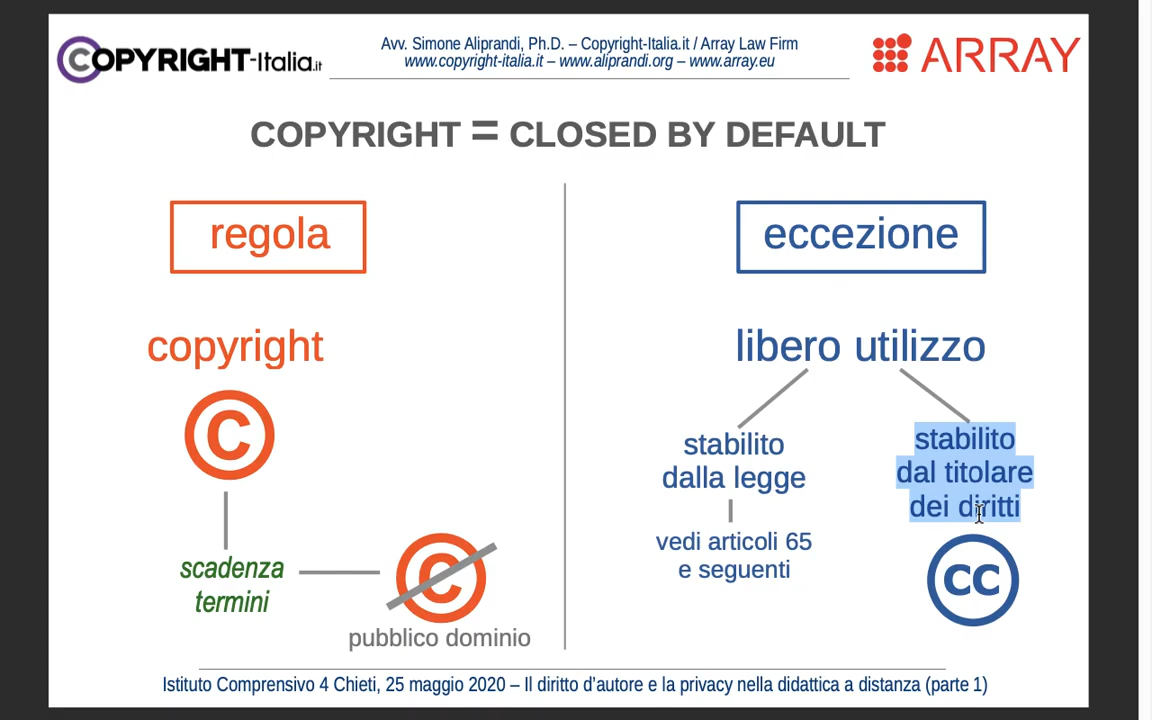 COPYRIGHT-Italia.it
Avv. Simone Aliprandi, Ph.D. – Copyright-Italia.it / Array Law Firm
www.copyright-italia.it – www.aliprandi.org – www.array.eu
ARRAY
COPYRIGHT = CLOSED BY DEFAULT
regola
copyright
©
scadenza
termini
C
pubblico dominio
eccezione
libero utilizzo
stabilito
dalla legge
vedi articoli 65
e seguenti
stabilito
dal titolare
dei diritti
CC
Istituto Comprensivo 4 Chieti, 25 maggio 2020 – Il diritto d’autore e la privacy nella didattica a distanza (parte 1)